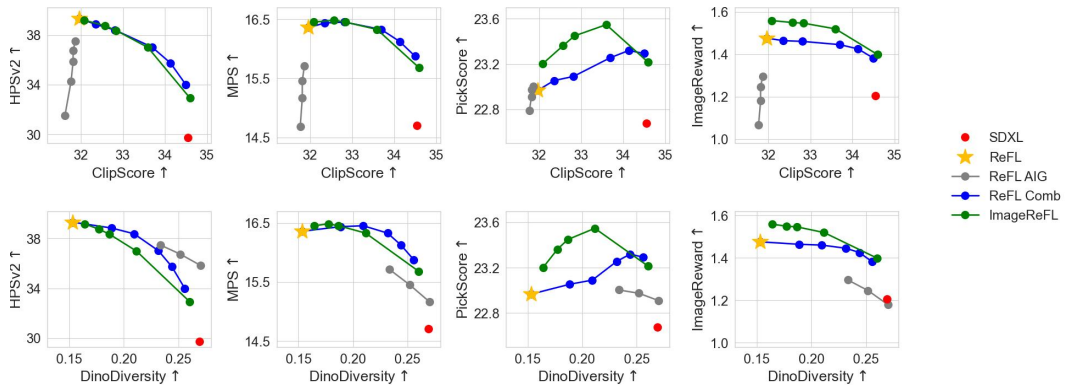 HPSv2 ↑
38
34
30
32
33
34
35
ClipScore ↑
MPS ↑
16.5
15.5
14.5
32
33
34
35
ClipScore ↑
PickScore ↑
23.6
23.2
22.8
32
33
34
35
ClipScore ↑
ImageReward ↑
1.6
1.4
1.2
1.0
32
33
34
35
ClipScore ↑
SDXL
ReFL
ReFL AIG
ReFL Comb
ImageReFL
HPSv2 ↑
38
34
30
0.15
0.20
0.25
DinoDiversity ↑
MPS ↑
16.5
15.5
14.5
0.15
0.20
0.25
DinoDiversity ↑
PickScore ↑
23.6
23.2
22.8
0.15
0.20
0.25
DinoDiversity ↑
ImageReward ↑
1.6
1.4
1.2
1.0
0.15
0.20
0.25
DinoDiversity ↑